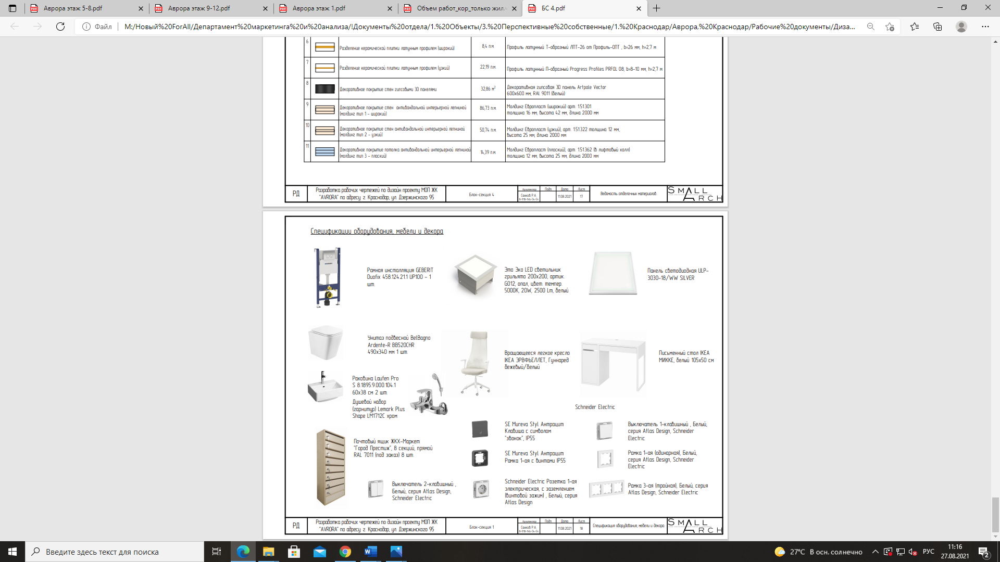 Аврора этаж 5-8.pdf
Аврора этаж 9-12.pdf
Аврора этаж 1.pdf
Объем работ_кор_только жил.
БС 4.pdf
Файл
M:/Новый%20ForAll/Департамент%20маркетинга%20и%20анализа/!Документы%20отдела/1.%20Объекты/3.%20Перспективные%20собственные/1.%20Краснодар/Аврора,%20Краснодар/Рабочие%20документы/Диза...
6
Разделение керамической плитки латунным профилем (широкий)
8,4 п.м.
Профиль латунный Т-образный ЛПТ-26 от Профиль-ОПТ , b=26 мм, h=2,7 м
7
Разделение керамической плитки латунным профилем (узкий)
22,19 п.м.
Профиль латунный П-образный Progress Profiles PRFOL 08, b=8-10 мм, h=2,7 м
8
Декоративное покрытие стен гипсовыми 3D панелями
32,86 м2
Декоративная гипсовая 3D панель Artpole Vector
600х600 мм, RAL 9011 (белый)
9
Декоративное покрытие стен антивандальной интерьерной лепниной
(молдинг тип 1 - широкий)
86,73 п.м.
Молдинг Европласт (широкий) арт. 151301
толщина 16 мм, высота 42 мм, длина 2000 мм
10
Декоративное покрытие стен антивандальной интерьерной лепниной
(молдинг тип 2 - узкий)
50,74 п.м.
Молдинг Европласт (узкий), арт. 151322 толщина 12 мм,
высота 25 мм, длина 2000 мм
11
Декоративное покрытие потолка антивандальной интерьерной лепниной
(молдинг тип 3 - плоский)
14,39 п.м.
Молдинг Европласт (плоский), арт. 151362 (в лифтовый холл)
толщина 12 мм, высота 25 мм, длина 2000 мм
РД
Разработка рабочих чертежей по дизайн проекту МОП ЖК
"AVRORA" по адресу: г. Краснодар, ул. Дзержинского 95
Блок-секция 4
Архитектор
Подп.
Дата
Лист
Санков Р.А.
8-918-146-54-54
11.08.2021
17
Ведомость отделочных материалов
SMALL
ARCH
Спецификации оборудования, мебели и декора
Рамная инсталляция GEBERIT
Duofix 458.124.21.1 UP100 - 1
шт.
Это Эко LED светильник
грильято 200х200, артик.
G012, опал, цвет. темпер.
5000K, 20W, 2500 Lm, белый
Панель светодиодная ULP-
3030-18/WW SILVER
Унитаз подвесной BelBagno
Ardente-R BB520CHR
490х340 мм 1 шт.
Вращающееся легкое кресло
IKEA ЭРВФЬЕЛЛЕТ, Гуннаред
бежевый/белый
Письменный стол IKEA
МИККЕ, белый 105х50 см
Раковина Laufen Pro
S 8.1895.9.000.104.1
60х38 см 2 шт.
Душевой набор
(гарнитур) Lemark Plus
Shape LM1712C хром
Schneider Electric
SE Mureva Styl Антрацит
Клавиша с символом
"звонок", IP55
Выключатель 1-клавишный , Белый,
серия Atlas Design, Schneider
Electric
Почтовый ящик ЖКХ-Маркет
"Город Престиж", 8 секций, прямой
RAL 7011 (под заказ) 8 шт.
SE Mureva Styl Антрацит
Рамка 1-ая с винтами IP55
Рамка 1-ая (одинарная), Белый,
серия Atlas Design, Schneider
Electric
Выключатель 2-клавишный ,
Белый, серия Atlas Design,
Schneider Electric
Schneider Electric Розетка 1-ая
электрическая, с заземлением
(винтовой зажим) , Белый, серия
Atlas Design
Рамка 3-ая (тройная), Белый, серия
Atlas Design, Schneider Electric
РД
Разработка рабочих чертежей по дизайн проекту МОП ЖК
"AVRORA" по адресу: г. Краснодар, ул. Дзержинского 95
Блок-секция 1
Архитектор
Подп.
Дата
Лист
Санков Р.А.
8-918-146-54-54
11.08.2021
18
Спецификация оборудования, мебели и декора
SMALL
ARCH
Введите здесь текст для поиска
27°C В осн. солнечно
РУС
11:16
27.08.2021
2